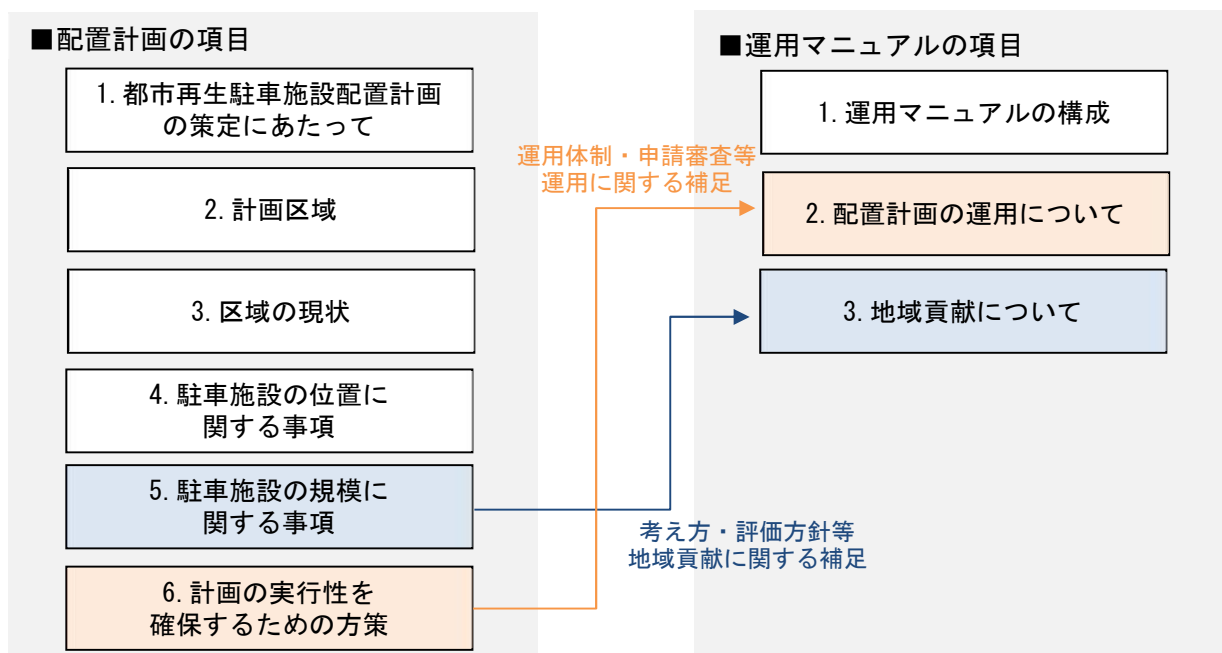 ■配置計画の項目
1.都市再生駐車施設配置計画
の策定にあたって
2.計画区域
3.区域の現状
4.駐車施設の位置に
関する事項
5.駐車施設の規模に
関する事項
6.計画の実行性を
確保するための方策
運用体制・申請審査等
運用に関する補足
考え方・評価方針等
地域貢献に関する補足
■運用マニュアルの項目
1.運用マニュアルの構成
2.配置計画の運用について
3.地域貢献について